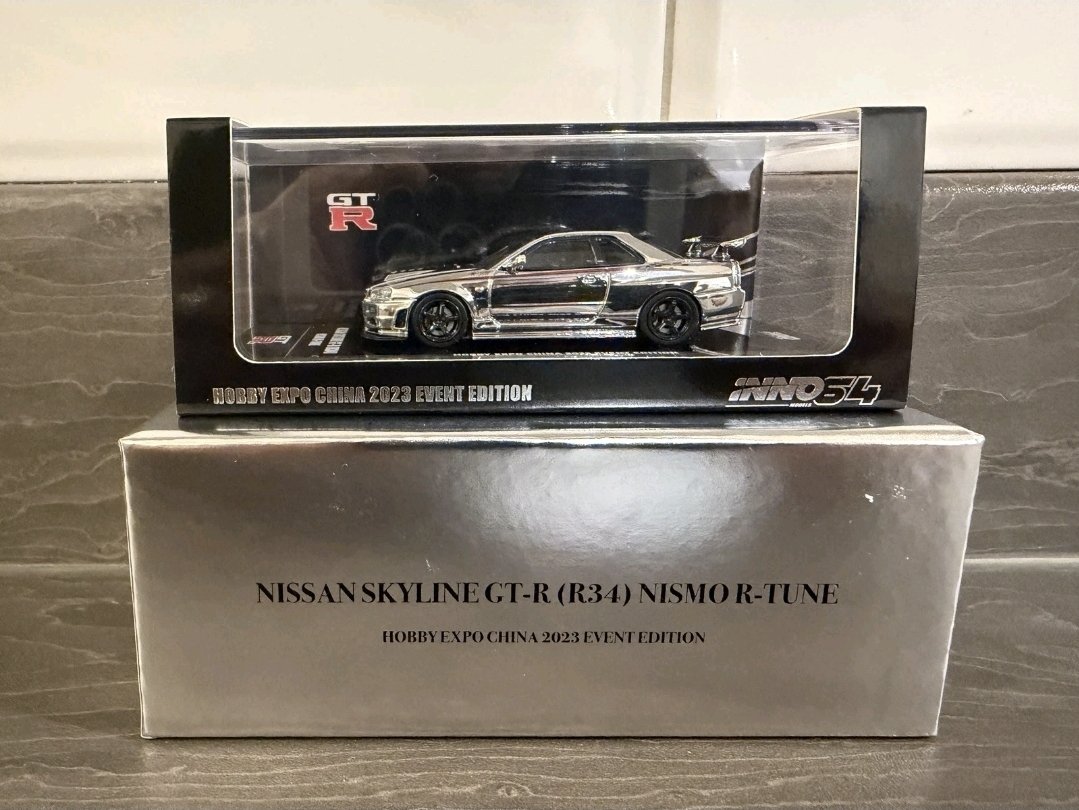 GT
R
HOBBY EXPO CHINA 2023 EVENT EDITION
INNO64
MODELS
NISSAN SKYLINE GT-R (R34) NISMO R-TUNE
HOBBY EXPO CHINA 2023 EVENT EDITION